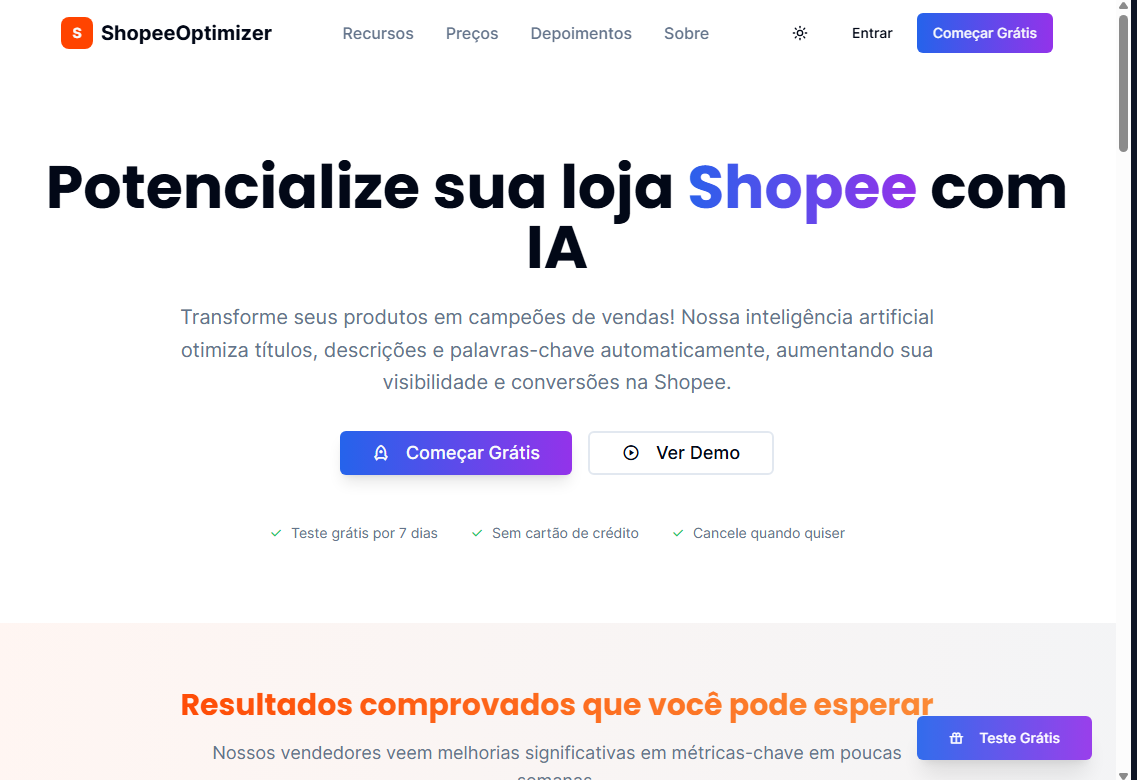 S ShopeeOptimizer Recursos Preços Depoimentos Sobre Entrar Começar Grátis
Potencialize sua loja Shopee com
IA
Transforme seus produtos em campeões de vendas! Nossa inteligência artificial
otimiza títulos, descrições e palavras-chave automaticamente, aumentando sua
visibilidade e conversões na Shopee.
Começar Grátis Ver Demo
Teste grátis por 7 dias Sem cartão de crédito Cancele quando quiser
Resultados comprovados que você pode esperar
Teste Grátis
Nossos vendedores veem melhorias significativas em métricas-chave em poucas
semanas.